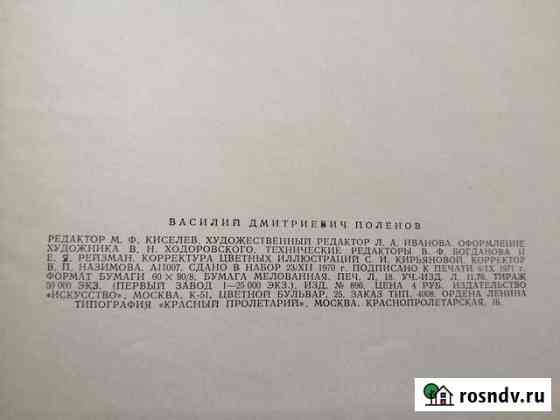 ВАСИЛИЙ ДМИТРИЕВИЧ ПОЛЕНОВ
РЕДАКТОР М. Ф. КИСЕЛЕВ. ХУДОЖЕСТВЕННЫЙ РЕДАКТОР Л. А. ИВАНОВА. ОФОРМЛЕНИЕ
ХУДОЖНИКА В. Н. ХОДОРОВСКОГО. ТЕХНИЧЕСКИЕ РЕДАКТОРЫ В. Ф. БОГДАНОВА И
Е. Я. РЕЙЗМАН. КОРРЕКТУРА ЦВЕТНЫХ ИЛЛЮСТРАЦИЙ С. И. КИРЬЯНОВОЙ. КОРРЕКТОР
В. П. НАЗИМОВА. А11007. СДАНО В НАБОР 23/XII 1970 г. ПОДПИСАНО К ПЕЧАТИ 6/IX 1971 г.
ФОРМАТ БУМАГИ 60 × 90/8. БУМАГА МЕЛОВАННАЯ. ПЕЧ. Л. 18. УЧ.-ИЗД. Л. 11,76. ТИРАЖ
50 000 ЭКЗ. (ПЕРВЫЙ ЗАВОД 1—25 000 ЭКЗ.). ИЗД. № 896. ЦЕНА 4 РУБ. ИЗДАТЕЛЬСТВО
«ИСКУССТВО», МОСКВА, К-51, ЦВЕТНОЙ БУЛЬВАР, 25. ЗАКАЗ ТИП. 4008. ОРДЕНА ЛЕНИНА
ТИПОГРАФИЯ «КРАСНЫЙ ПРОЛЕТАРИЙ», МОСКВА. КРАСНОПРОЛЕТАРСКАЯ, 16.
rosndv.ru